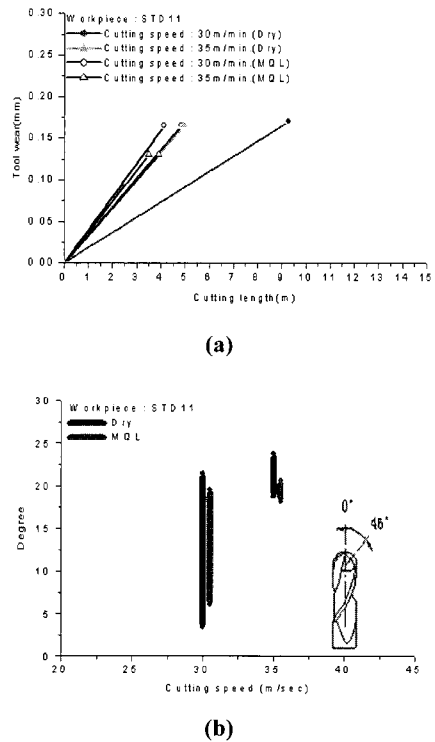 Workpiece : STD11
Cutting speed : 30m/min.(Dry)
Cutting speed : 35m/min.(Dry)
Cutting speed : 30m/min.(MQL)
Cutting speed : 35m/min.(MQL)
0.30
0.25
0.20
0.15
0.10
0.05
0.00
Tool wear(mm)
0 1 2 3 4 5 6 7 8 9 10 11 12 13 14 15
Cutting length(m)
(a)
Workpiece : STD11
Dry
MQL
30
25
20
15
10
5
0
Degree
0°
45°
20 25 30 35 40 45
Cutting speed (m/sec)
(b)